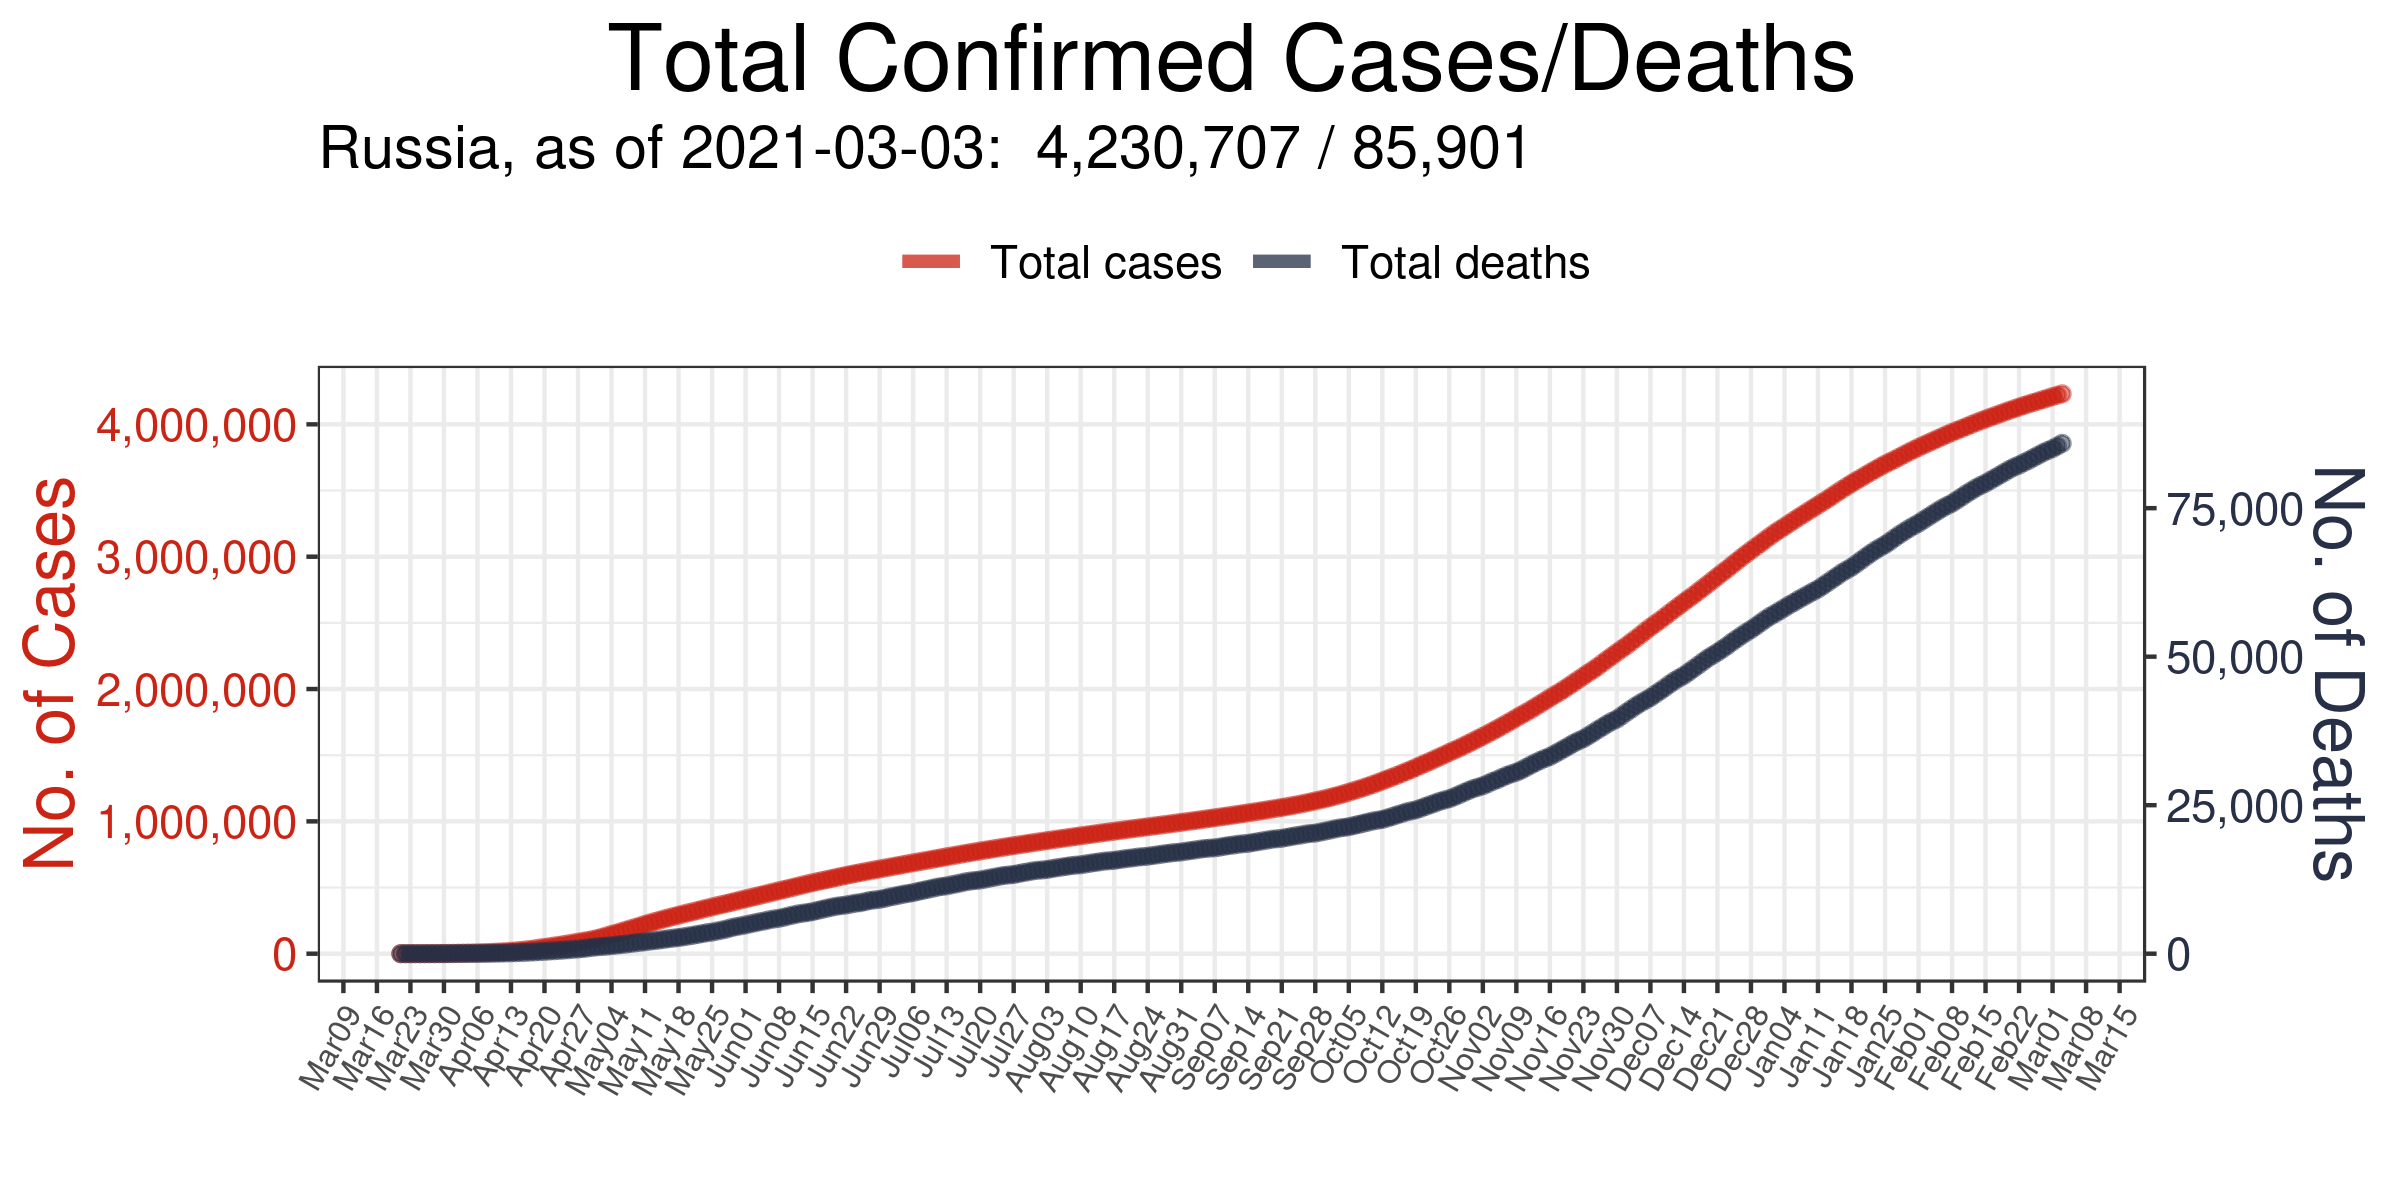 Total Confirmed Cases/Deaths
Russia, as of 2021-03-03: 4,230,707 / 85,901
Total cases
Total deaths
No. of Cases
4,000,000
3,000,000
2,000,000
1,000,000
0
75,000
50,000
25,000
0
No. of Deaths
Mar09
Mar16
Mar23
Mar30
Apr06
Apr13
Apr20
Apr27
May04
May11
May18
May25
Jun01
Jun08
Jun15
Jun22
Jun29
Jul06
Jul13
Jul20
Jul27
Aug03
Aug10
Aug17
Aug24
Aug31
Sep07
Sep14
Sep21
Sep28
Oct05
Oct12
Oct19
Oct26
Nov02
Nov09
Nov16
Nov23
Nov30
Dec07
Dec14
Dec21
Dec28
Jan04
Jan11
Jan18
Jan25
Feb01
Feb08
Feb15
Feb22
Mar01
Mar08
Mar15